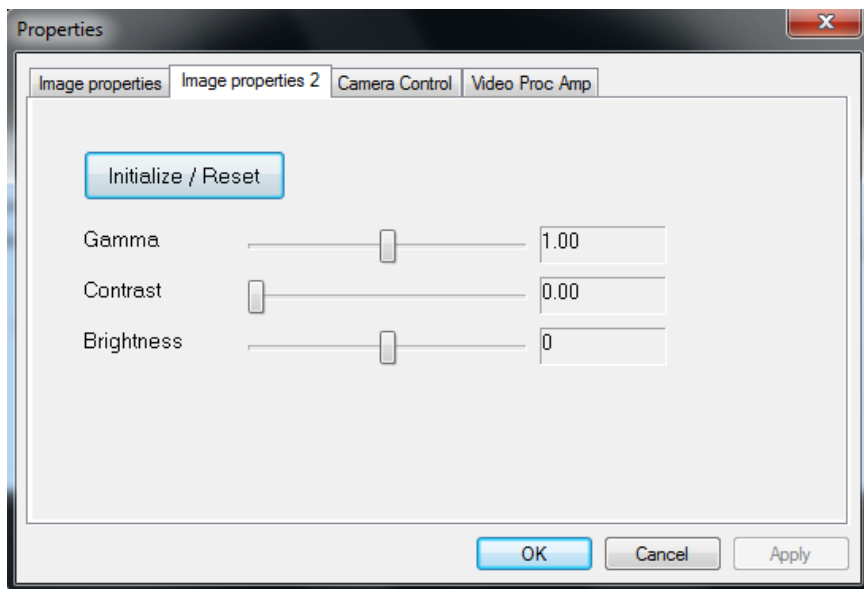 Properties
Image properties Image properties 2 Camera Control Video Proc Amp
Initialize / Reset
Gamma 1.00
Contrast 0.00
Brightness 0
OK Cancel Apply